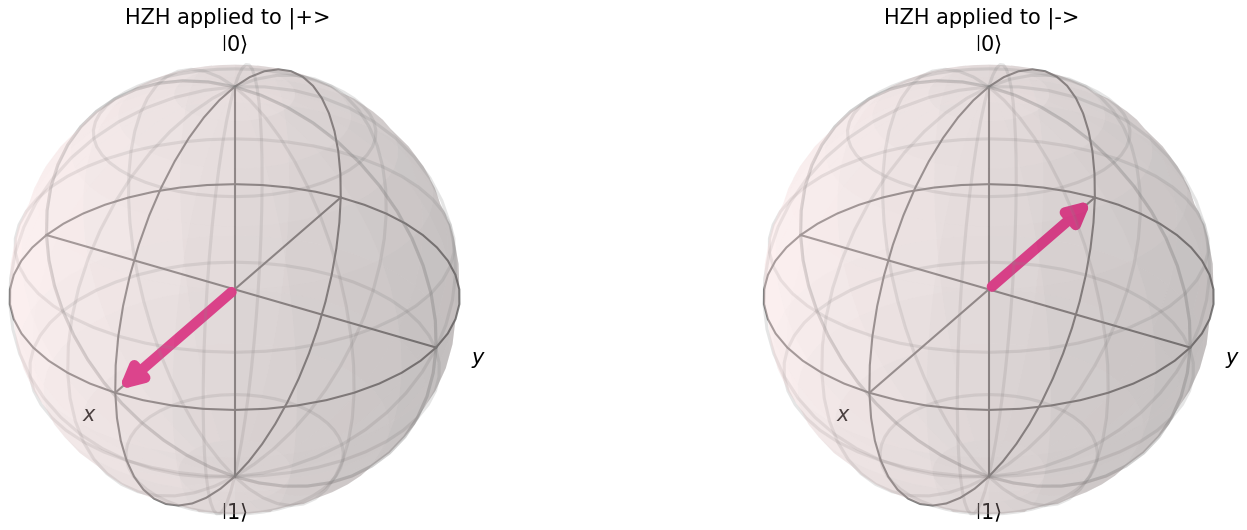 HZH applied to |+>
|0⟩
x
y
|1⟩
HZH applied to |->
|0⟩
x
y
|1⟩